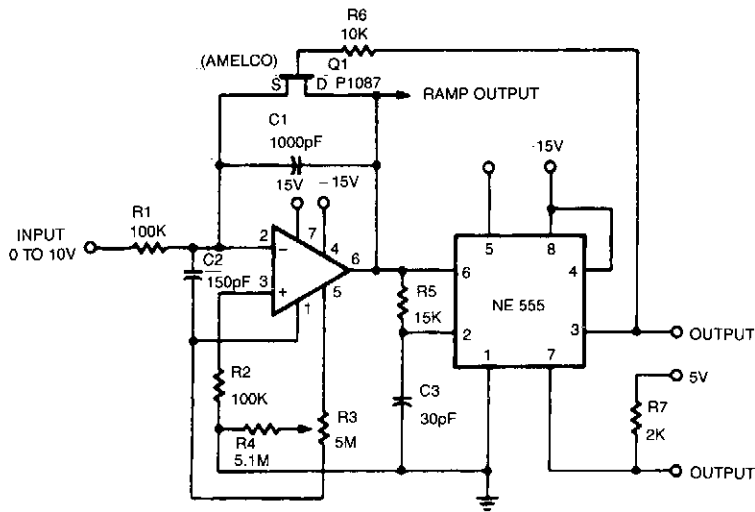 R6
10K
(AMELCO)
Q1
S D P1087
RAMP OUTPUT
C1
1000pF
15V -15V
-15V
INPUT
0 TO 10V
R1
100K
2
7
4
6
C2
150pF
3
5
1
5
8
6
4
R5
15K
NE 555
2
3
OUTPUT
1
7
5V
R2
100K
C3
30pF
R3
5M
R7
2K
R4
5.1M
OUTPUT